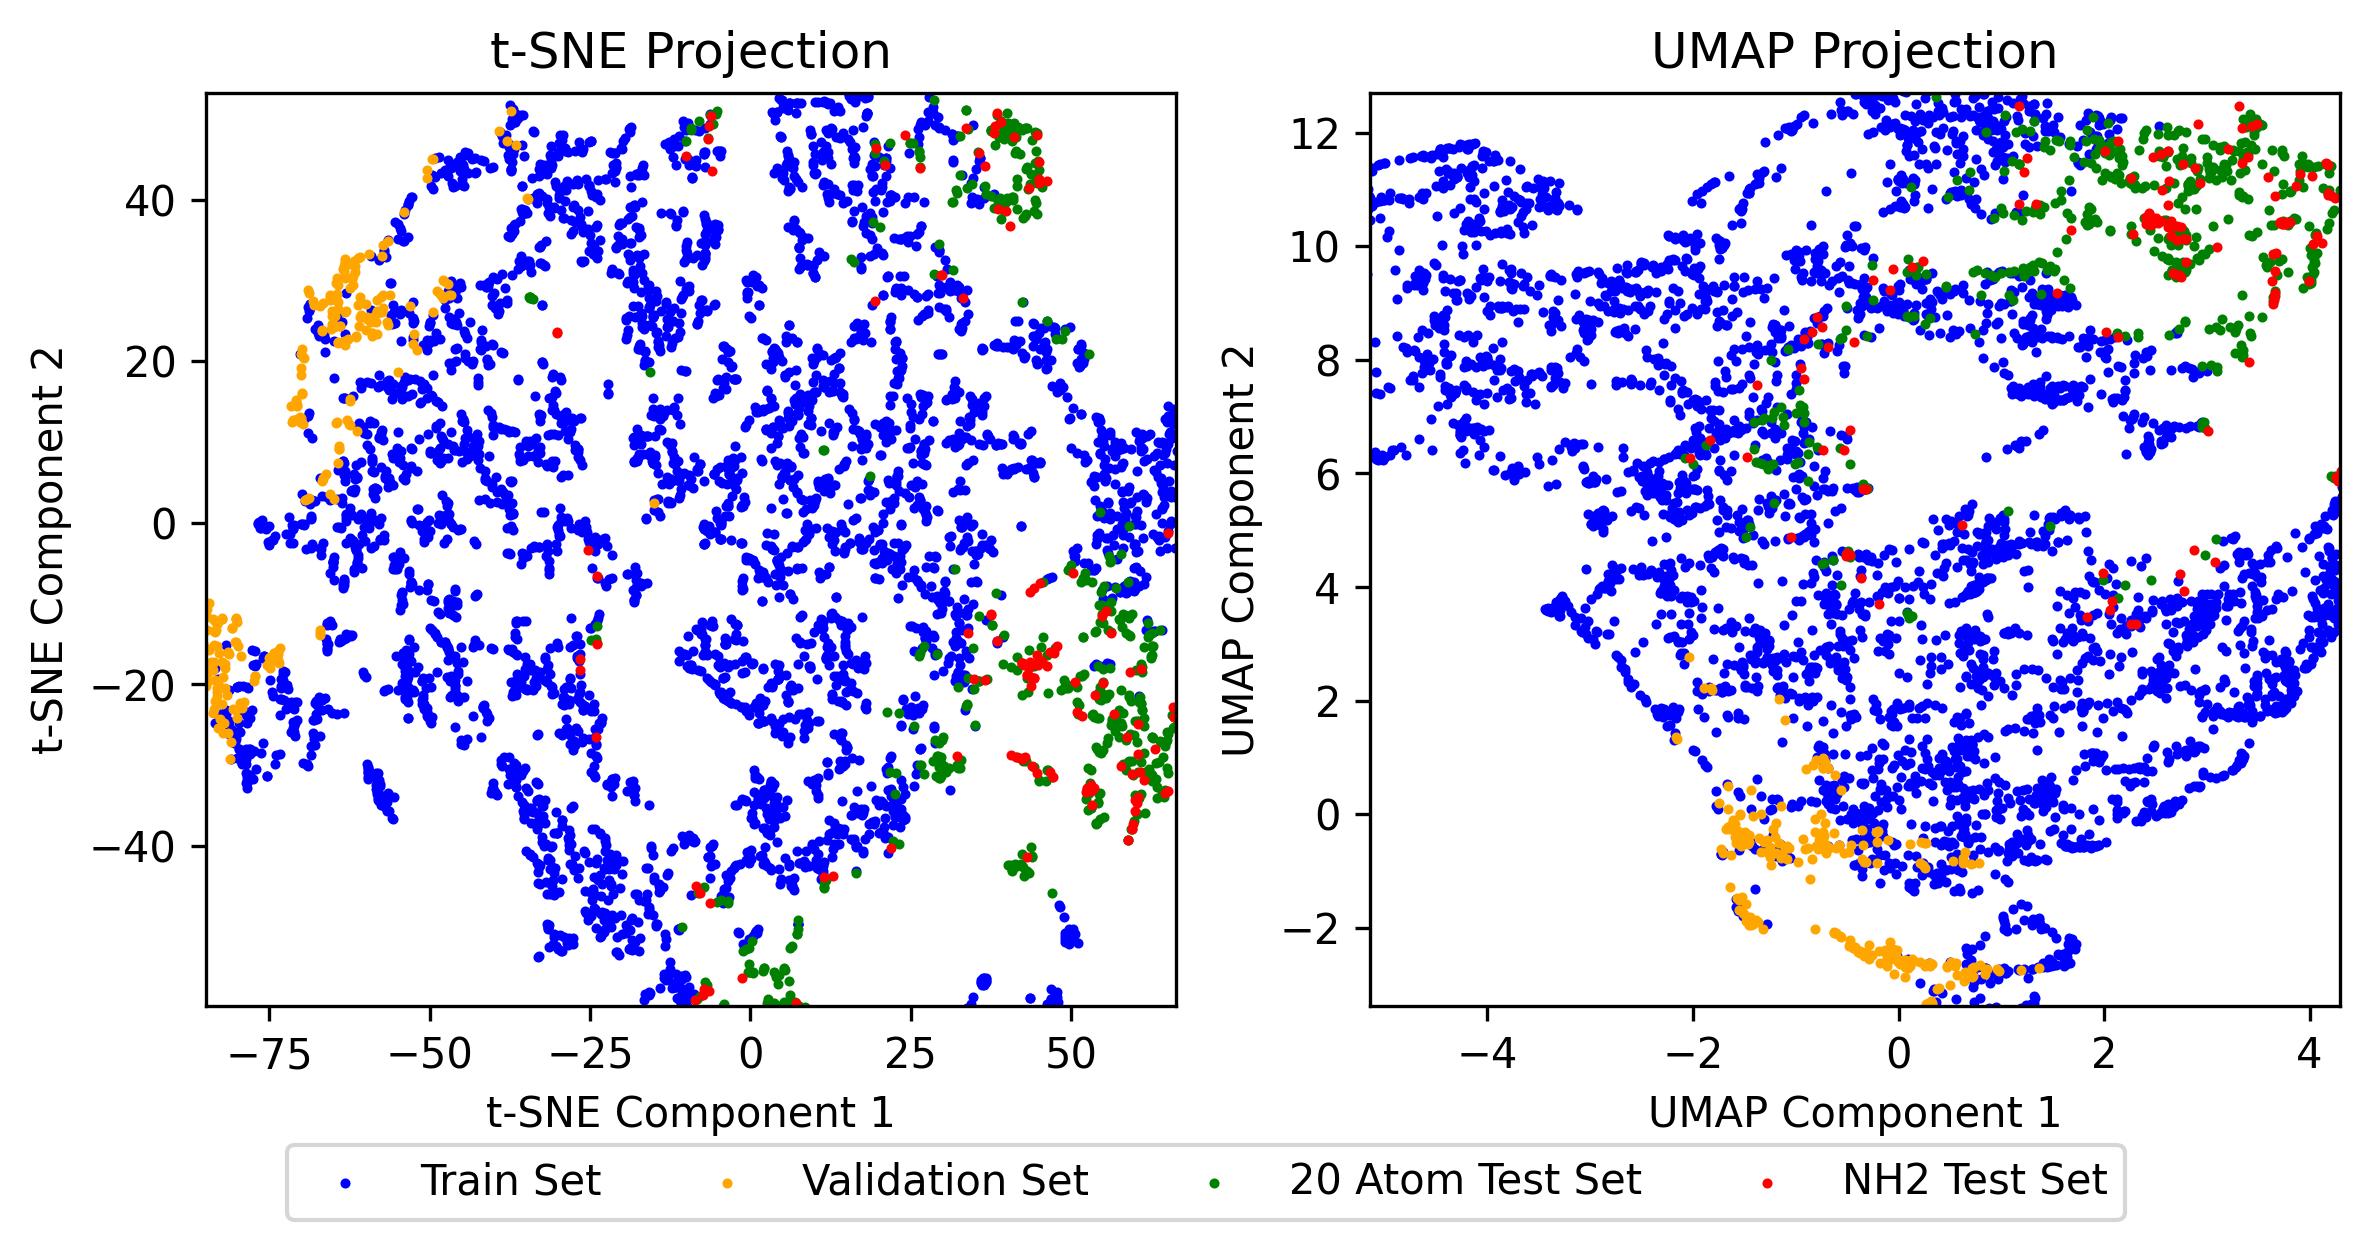 t-SNE Projection
UMAP Projection
t-SNE Component 2
40
20
0
−20
−40
−75
−50
−25
0
25
50
t-SNE Component 1
UMAP Component 2
12
10
8
6
4
2
0
−2
−4
−2
0
2
4
UMAP Component 1
Train Set
Validation Set
20 Atom Test Set
NH2 Test Set